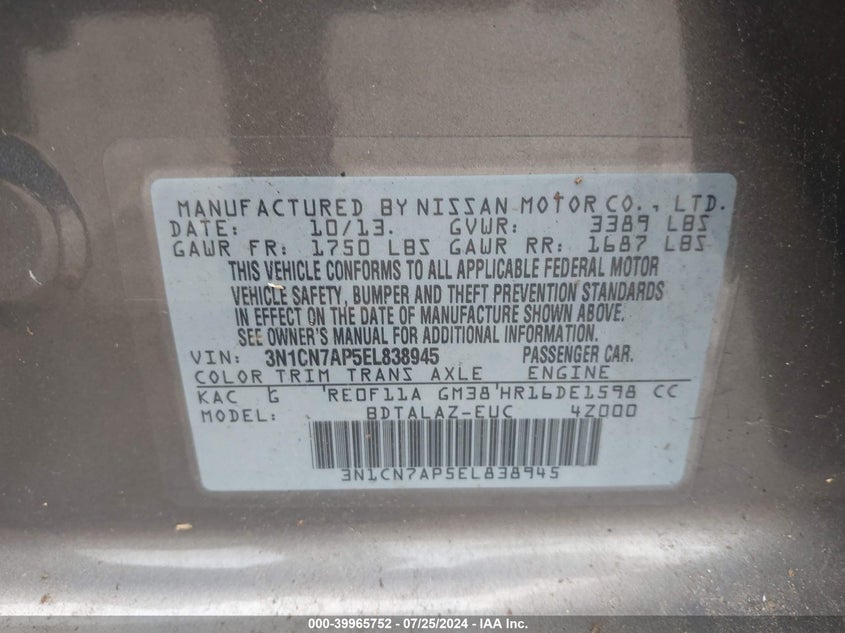 MANUFACTURED BY NISSAN MOTOR CO., LTD.
DATE: 10/13. GVWR: 3389 LBS
GAWR FR: 1750 LBS GAWR RR: 1687 LBS
THIS VEHICLE CONFORMS TO ALL APPLICABLE FEDERAL MOTOR
VEHICLE SAFETY, BUMPER AND THEFT PREVENTION STANDARDS
IN EFFECT ON THE DATE OF MANUFACTURE SHOWN ABOVE.
SEE OWNER'S MANUAL FOR ADDITIONAL INFORMATION.
VIN: 3N1CN7AP5EL838945 PASSENGER CAR.
COLOR TRIM TRANS AXLE ENGINE
KAC G RE0F11A GM38 HR16DE1598 CC
MODEL: BDTALAZ-EUC 4Z000
3N1CN7AP5EL838945
000-39965752 - 07/25/2024 - IAA Inc.